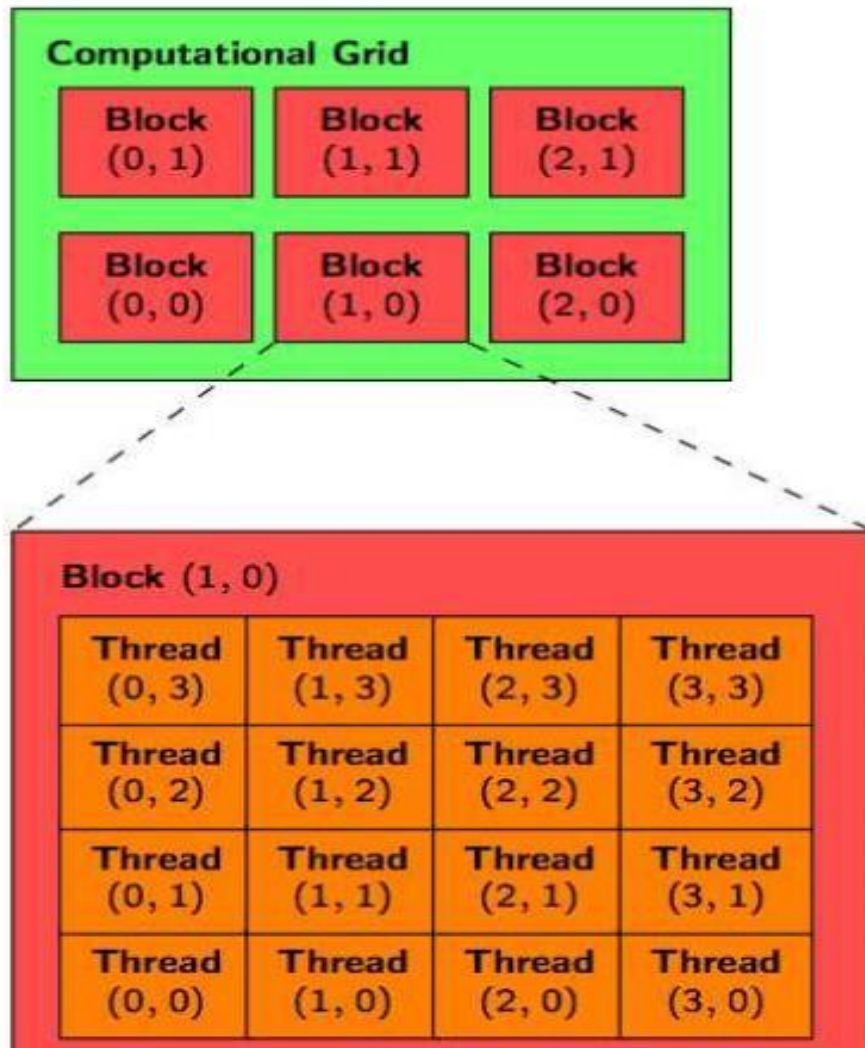 Computational Grid
Block
(0, 1)
Block
(1, 1)
Block
(2, 1)
Block
(0, 0)
Block
(1, 0)
Block
(2, 0)
Block (1, 0)
Thread
(0, 3)
Thread
(1, 3)
Thread
(2, 3)
Thread
(3, 3)
Thread
(0, 2)
Thread
(1, 2)
Thread
(2, 2)
Thread
(3, 2)
Thread
(0, 1)
Thread
(1, 1)
Thread
(2, 1)
Thread
(3, 1)
Thread
(0, 0)
Thread
(1, 0)
Thread
(2, 0)
Thread
(3, 0)